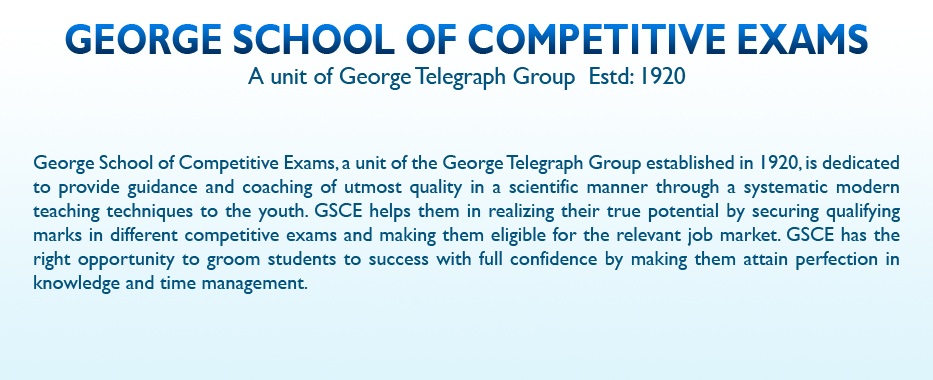 GEORGE SCHOOL OF COMPETITIVE EXAMS
A unit of George Telegraph Group Estd: 1920
George School of Competitive Exams, a unit of the George Telegraph Group established in 1920, is dedicated
to provide guidance and coaching of utmost quality in a scientific manner through a systematic modern
teaching techniques to the youth. GSCE helps them in realizing their true potential by securing qualifying
marks in different competitive exams and making them eligible for the relevant job market. GSCE has the
right opportunity to groom students to success with full confidence by making them attain perfection in
knowledge and time management.